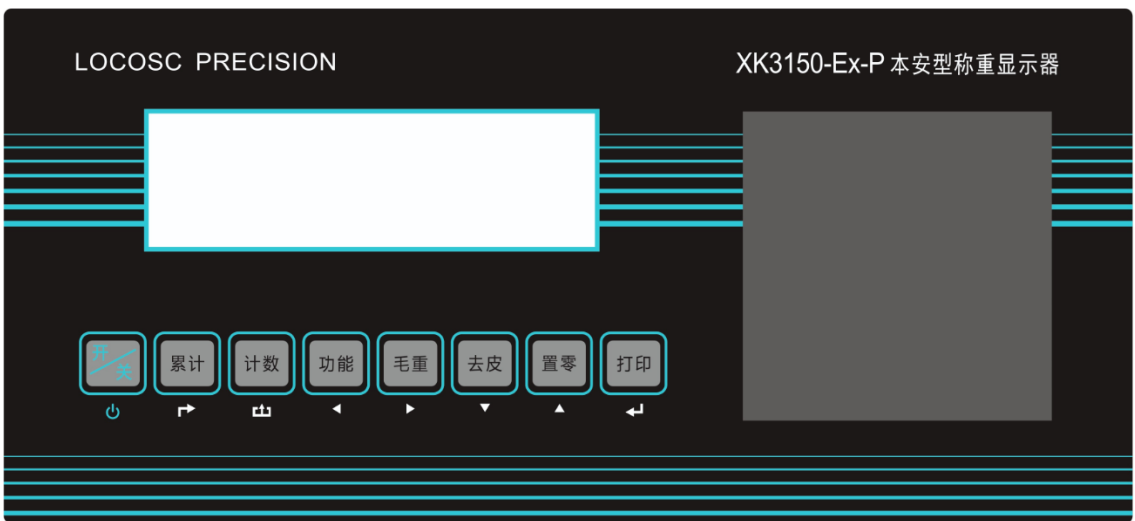 LOCOSC PRECISION
XK3150-Ex-P 本安型称重显示器
开/关 累计 计数 功能 毛重 去皮 置零 打印